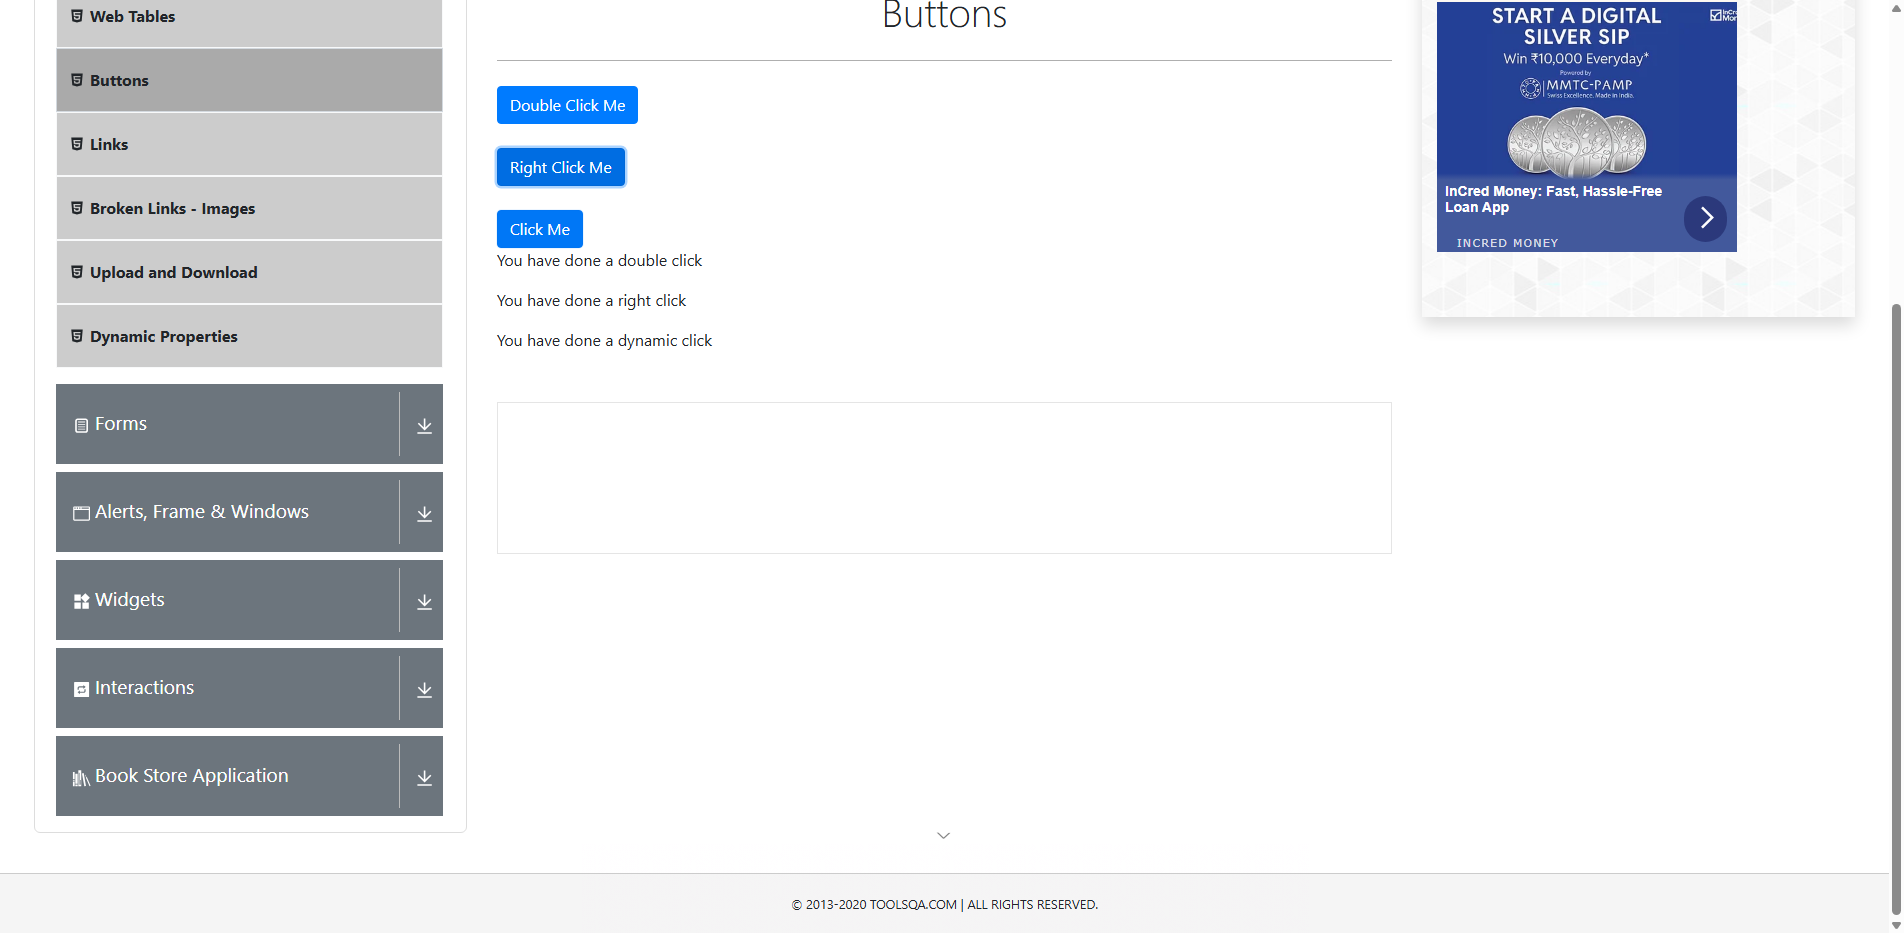 Web Tables
Buttons
Links
Broken Links - Images
Upload and Download
Dynamic Properties
Forms
Alerts, Frame & Windows
Widgets
Interactions
Book Store Application
Buttons
Double Click Me
Right Click Me
Click Me
You have done a double click
You have done a right click
You have done a dynamic click
START A DIGITAL
SILVER SIP
Win ₹10,000 Everyday*
Powered by
MMTC-PAMP
Swiss Excellence. Made in India.
InCred Money: Fast, Hassle-Free
Loan App
INCRED MONEY
© 2013-2020 TOOLSQA.COM | ALL RIGHTS RESERVED.